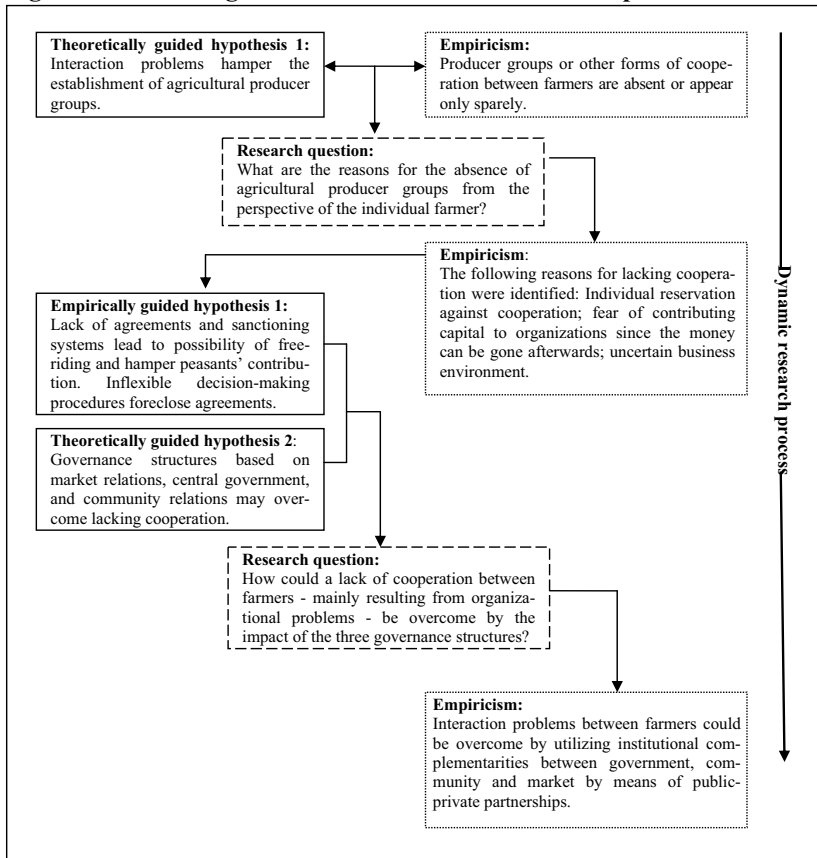 Theoretically guided hypothesis 1:
Interaction problems hamper the
establishment of agricultural producer
groups.
Empiricism:
Producer groups or other forms of coope-
ration between farmers are absent or appear
only sparely.
Research question:
What are the reasons for the absence of
agricultural producer groups from the
perspective of the individual farmer?
Empiricism:
The following reasons for lacking coopera-
tion were identified: Individual reservation
against cooperation; fear of contributing
capital to organizations since the money
can be gone afterwards; uncertain business
environment.
Empirically guided hypothesis 1:
Lack of agreements and sanctioning
systems lead to possibility of free-
riding and hamper peasants' contribu-
tion. Inflexible decision-making
procedures foreclose agreements.
Theoretically guided hypothesis 2:
Governance structures based on
market relations, central government,
and community relations may over-
come lacking cooperation.
Research question:
How could a lack of cooperation between
farmers - mainly resulting from organiza-
tional problems - be overcome by the
impact of the three governance structures?
Empiricism:
Interaction problems between farmers could
be overcome by utilizing institutional com-
plementarities between government, com-
munity and market by means of public-
private partnerships.
Dynamic research process